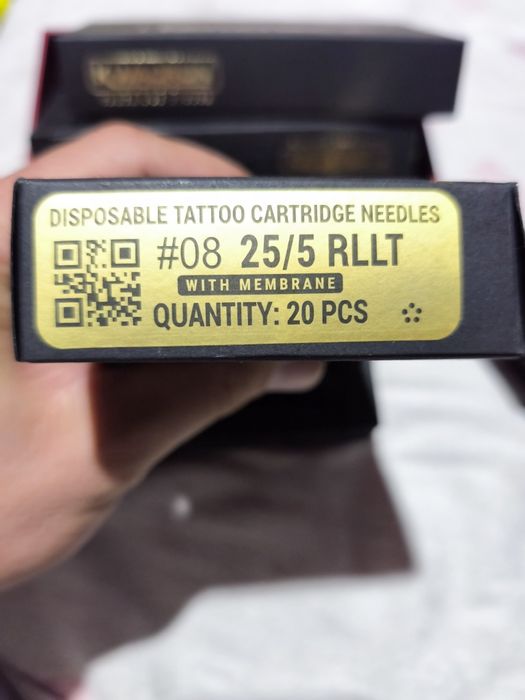 DISPOSABLE TATTOO CARTRIDGE NEEDLES
#08 25/5 RLLT
WITH MEMBRANE
QUANTITY: 20 PCS